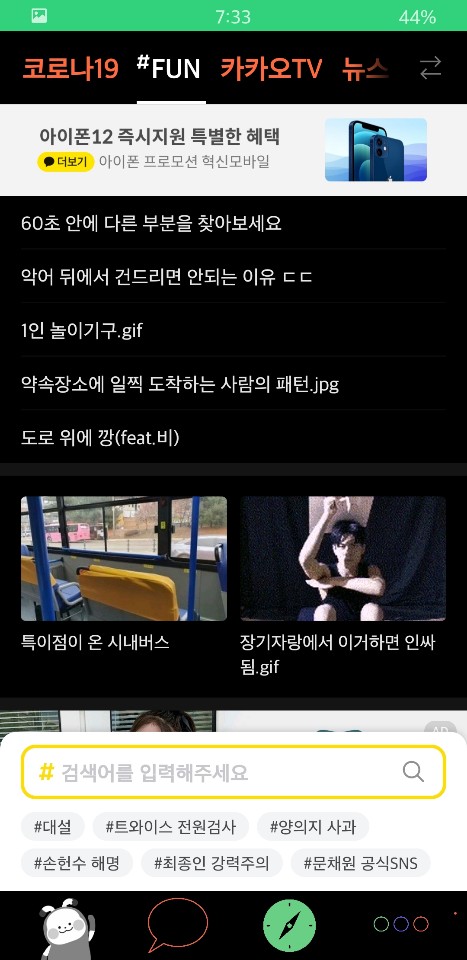 7:33
44%
코로나19 #FUN 카카오TV 뉴스
아이폰12 즉시지원 특별한 혜택
더보기 아이폰 프로모션 혁신모바일
60초 안에 다른 부분을 찾아보세요
악어 뒤에서 건드리면 안되는 이유 ㄷㄷ
1인 놀이기구.gif
약속장소에 일찍 도착하는 사람의 패턴.jpg
도로 위에 깡(feat.비)
특이점이 온 시내버스
장기자랑에서 이거하면 인싸
됨.gif
AD
# 검색어를 입력해주세요
#대설 #트와이스 전원검사 #양의지 사과
#손헌수 해명 #최종인 강력주의 #문채원 공식SNS